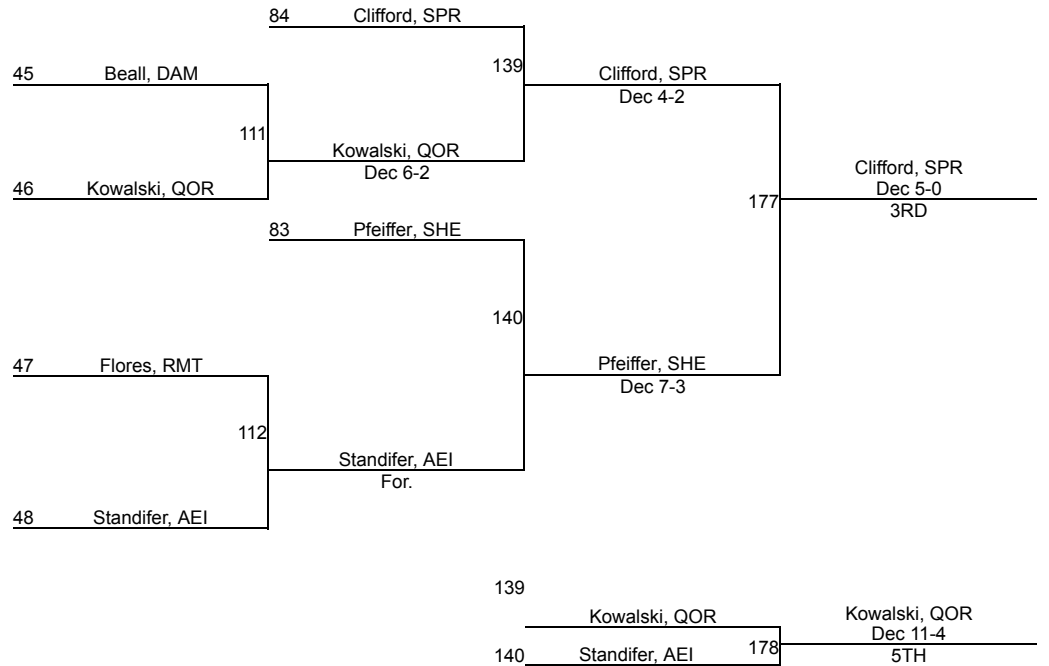 84 Clifford, SPR
139
45 Beall, DAM
Clifford, SPR
Dec 4-2
111
Kowalski, QOR
Dec 6-2
46 Kowalski, QOR
Clifford, SPR
Dec 5-0
3RD
177
83 Pfeiffer, SHE
140
47 Flores, RMT
Pfeiffer, SHE
Dec 7-3
112
Standifer, AEI
For.
48 Standifer, AEI
139
Kowalski, QOR
Kowalski, QOR
Dec 11-4
5TH
178
140 Standifer, AEI